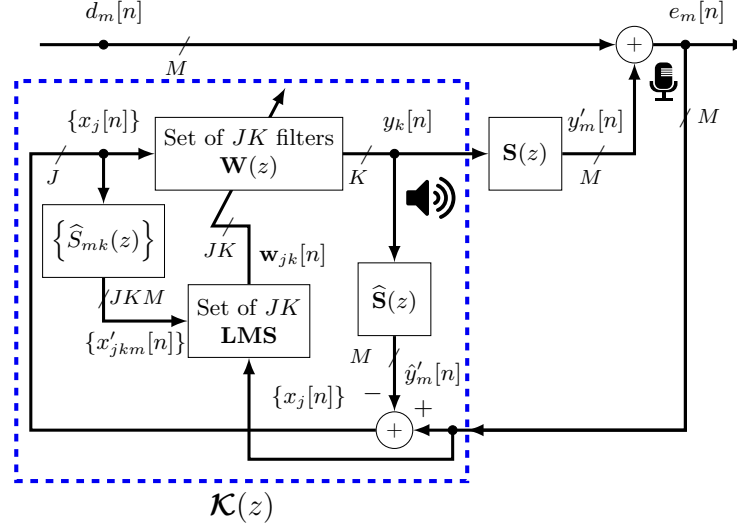 d_m[n]
e_m[n]
+
M
M
{x_j[n]}
Set of JK filters
W(z)
y_k[n]
S(z)
y'_m[n]
J
K
M
{Ŝ_mk(z)}
JK
w_jk[n]
JKM
Set of JK
LMS
Ŝ(z)
{x'_jkm[n]}
M
ŷ'_m[n]
{x_j[n]}
−
+
+
𝓚(z)